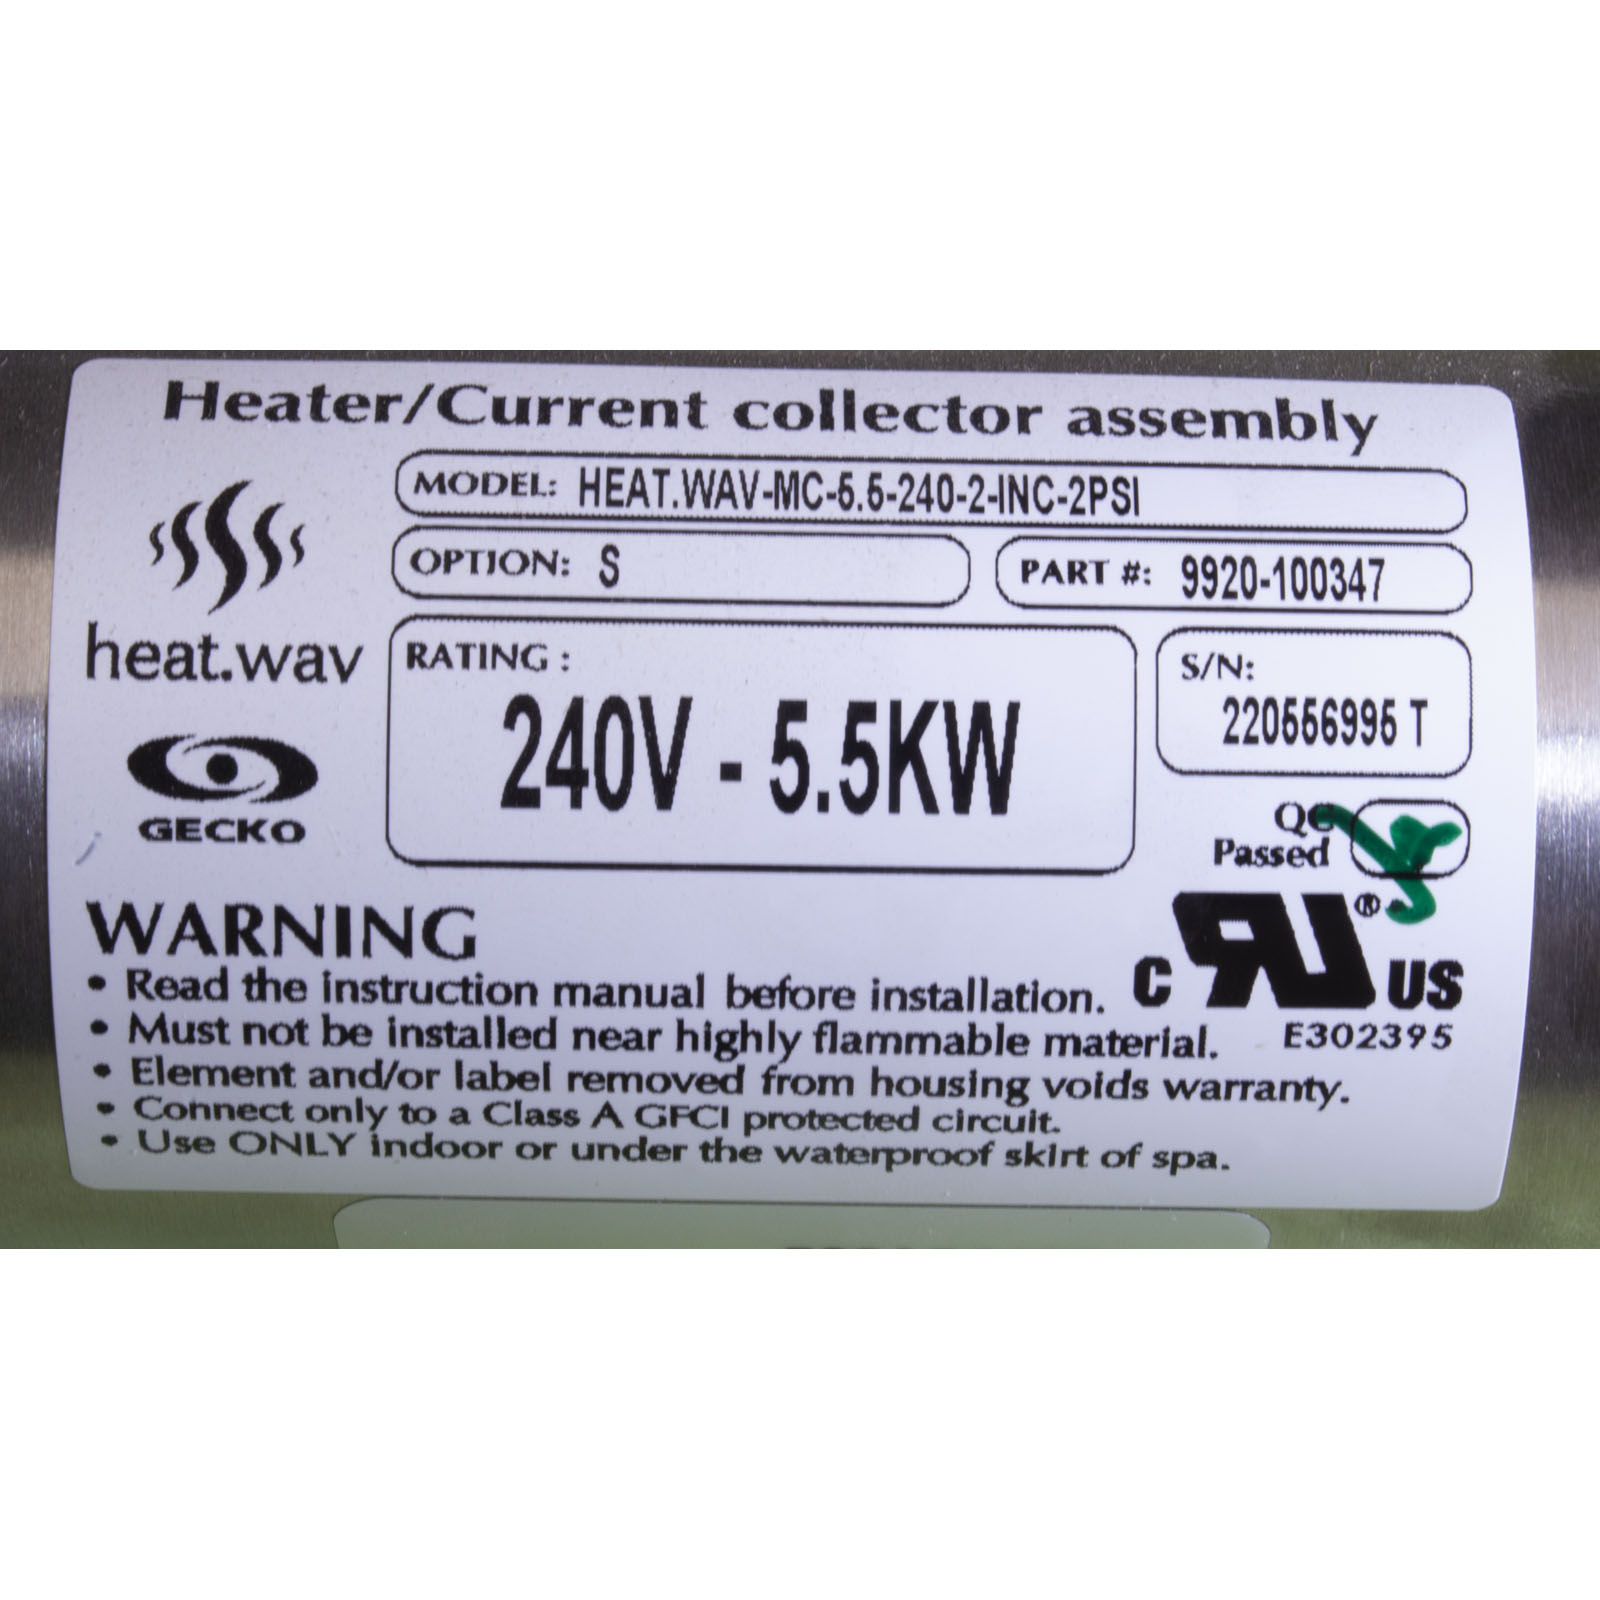 Heater/Current collector assembly
MODEL: HEAT.WAV-MC-5.5-240-2-INC-2PSI
OPTION: S
PART #: 9920-100347
heat.wav
GECKO
RATING :
240V - 5.5KW
S/N:
QC
Passed
C RU ® US
E302395
WARNING
• Read the instruction manual before installation.
• Must not be installed near highly flammable material.
• Element and/or label removed from housing voids warranty.
• Connect only to a Class A GFCI protected circuit.
• Use ONLY indoor or under the waterproof skirt of spa.